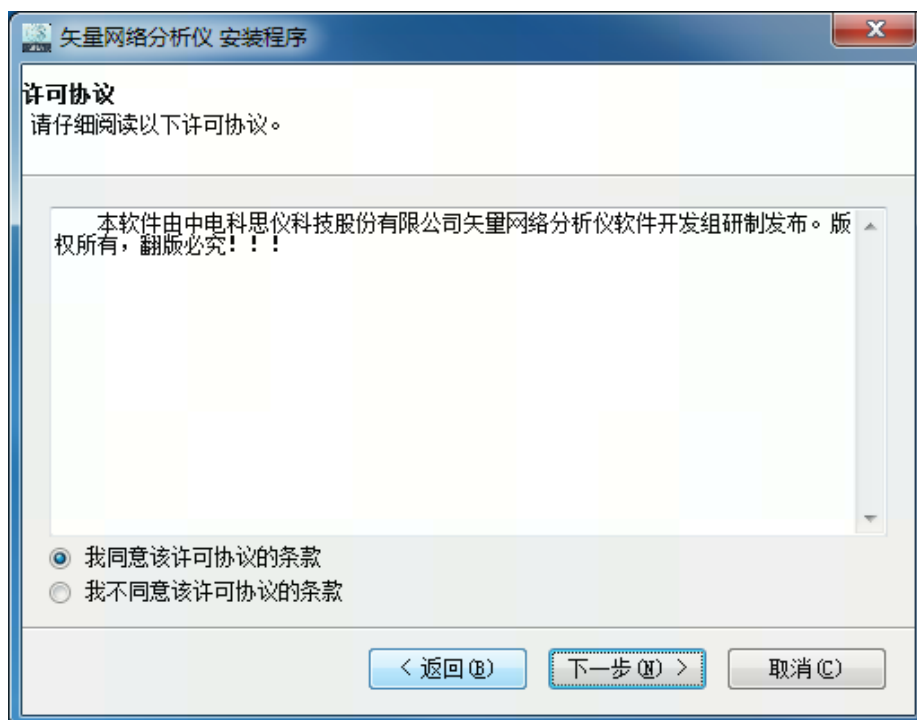 矢量网络分析仪 安装程序
许可协议
请仔细阅读以下许可协议。
本软件由中电科思仪科技股份有限公司矢量网络分析仪软件开发组研制发布。版
权所有，翻版必究！！！
我同意该许可协议的条款
我不同意该许可协议的条款
< 返回(B)
下一步(N) >
取消(C)